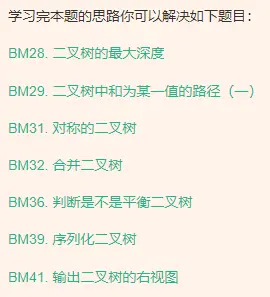 学习完本题的思路你可以解决如下题目：
BM28. 二叉树的最大深度
BM29. 二叉树中和为某一值的路径（一）
BM31. 对称的二叉树
BM32. 合并二叉树
BM36. 判断是不是平衡二叉树
BM39. 序列化二叉树
BM41. 输出二叉树的右视图